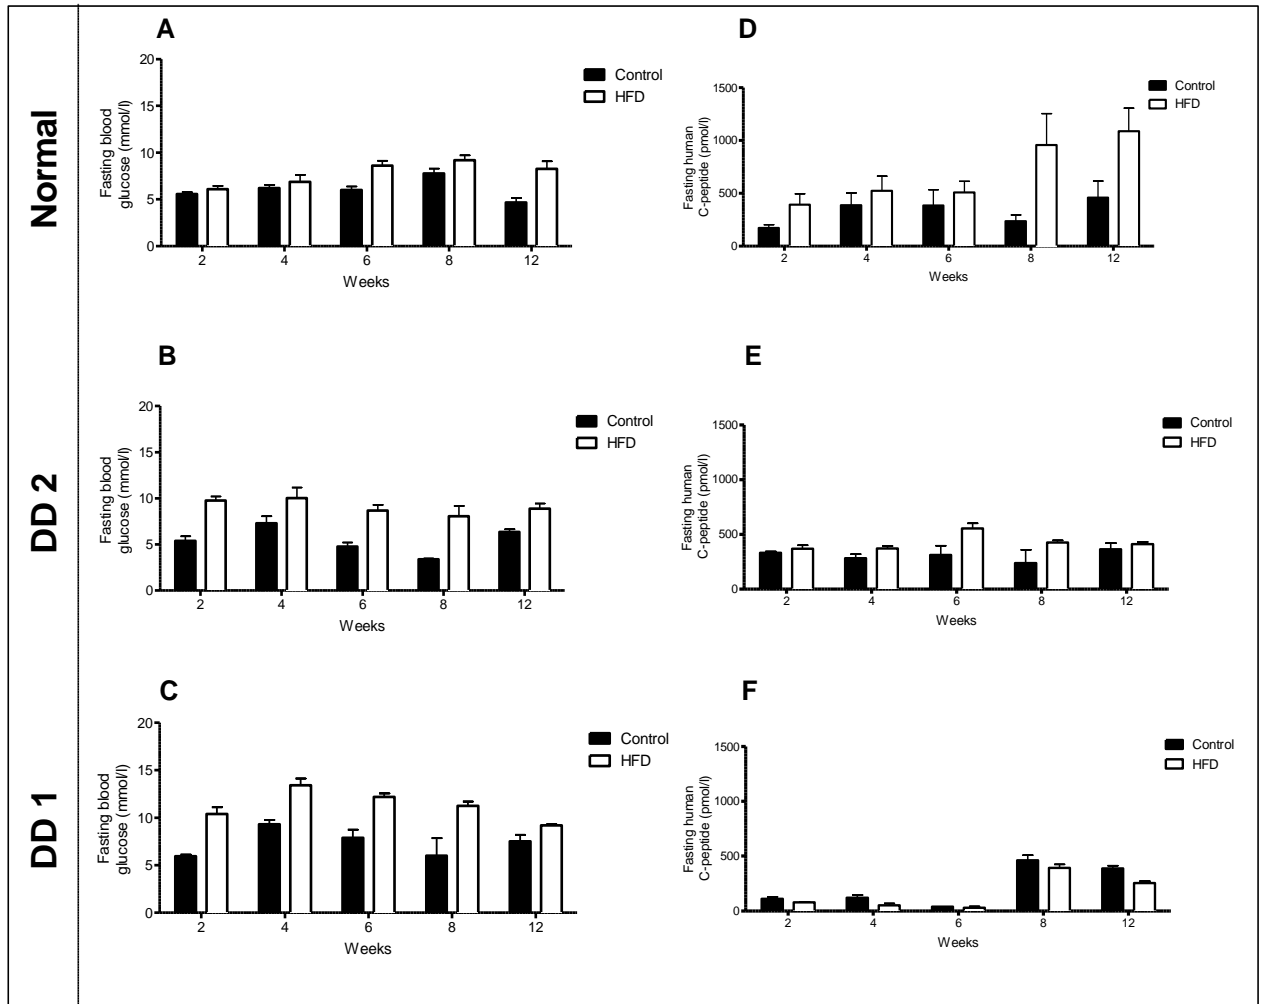 Normal
A
20
15
10
5
0
Fasting blood
glucose (mmol/l)
2 4 6 8 12
Weeks
Control
HFD
D
1500
1000
500
0
Fasting human
C-peptide (pmol/l)
2 4 6 8 12
Weeks
Control
HFD
DD 2
B
20
15
10
5
0
Fasting blood
glucose (mmol/l)
2 4 6 8 12
Weeks
Control
HFD
E
1500
1000
500
0
Fasting human
C-peptide (pmol/l)
2 4 6 8 12
Weeks
Control
HFD
DD 1
C
20
15
10
5
0
Fasting blood
glucose (mmol/l)
2 4 6 8 12
Weeks
Control
HFD
F
1500
1000
500
0
Fasting human
C-peptide (pmol/l)
2 4 6 8 12
Weeks
Control
HFD